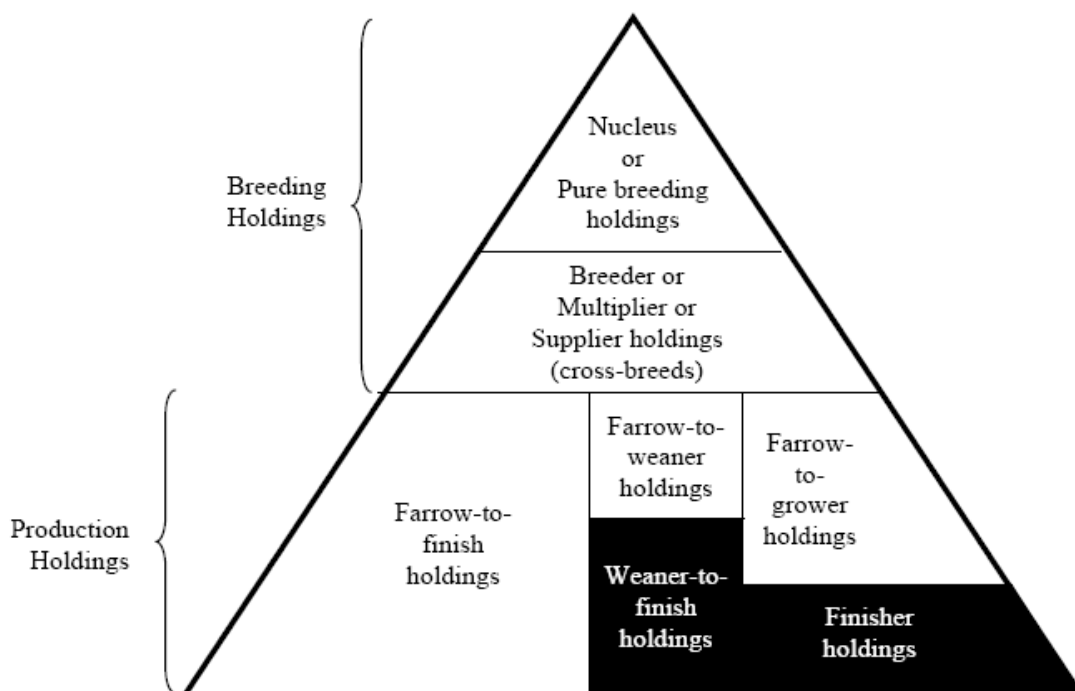 Nucleus
or
Pure breeding
holdings
Breeding
Holdings
Breeder or
Multiplier or
Supplier holdings
(cross-breeds)
Farrow-to-
weaner
holdings
Farrow-
to-
grower
holdings
Farrow-to-
finish
holdings
Production
Holdings
Weaner-to-
finish
holdings
Finisher
holdings